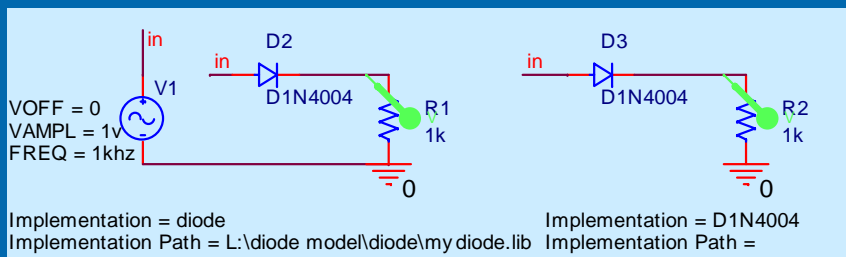 in
D2
in
V1
D1N4004
VOFF = 0
VAMPL = 1v
FREQ = 1khz
R1
V
1k
0
D3
in
D1N4004
R2
V
1k
0
Implementation = diode
Implementation Path = L:\diode model\diode\my diode.lib
Implementation = D1N4004
Implementation Path =